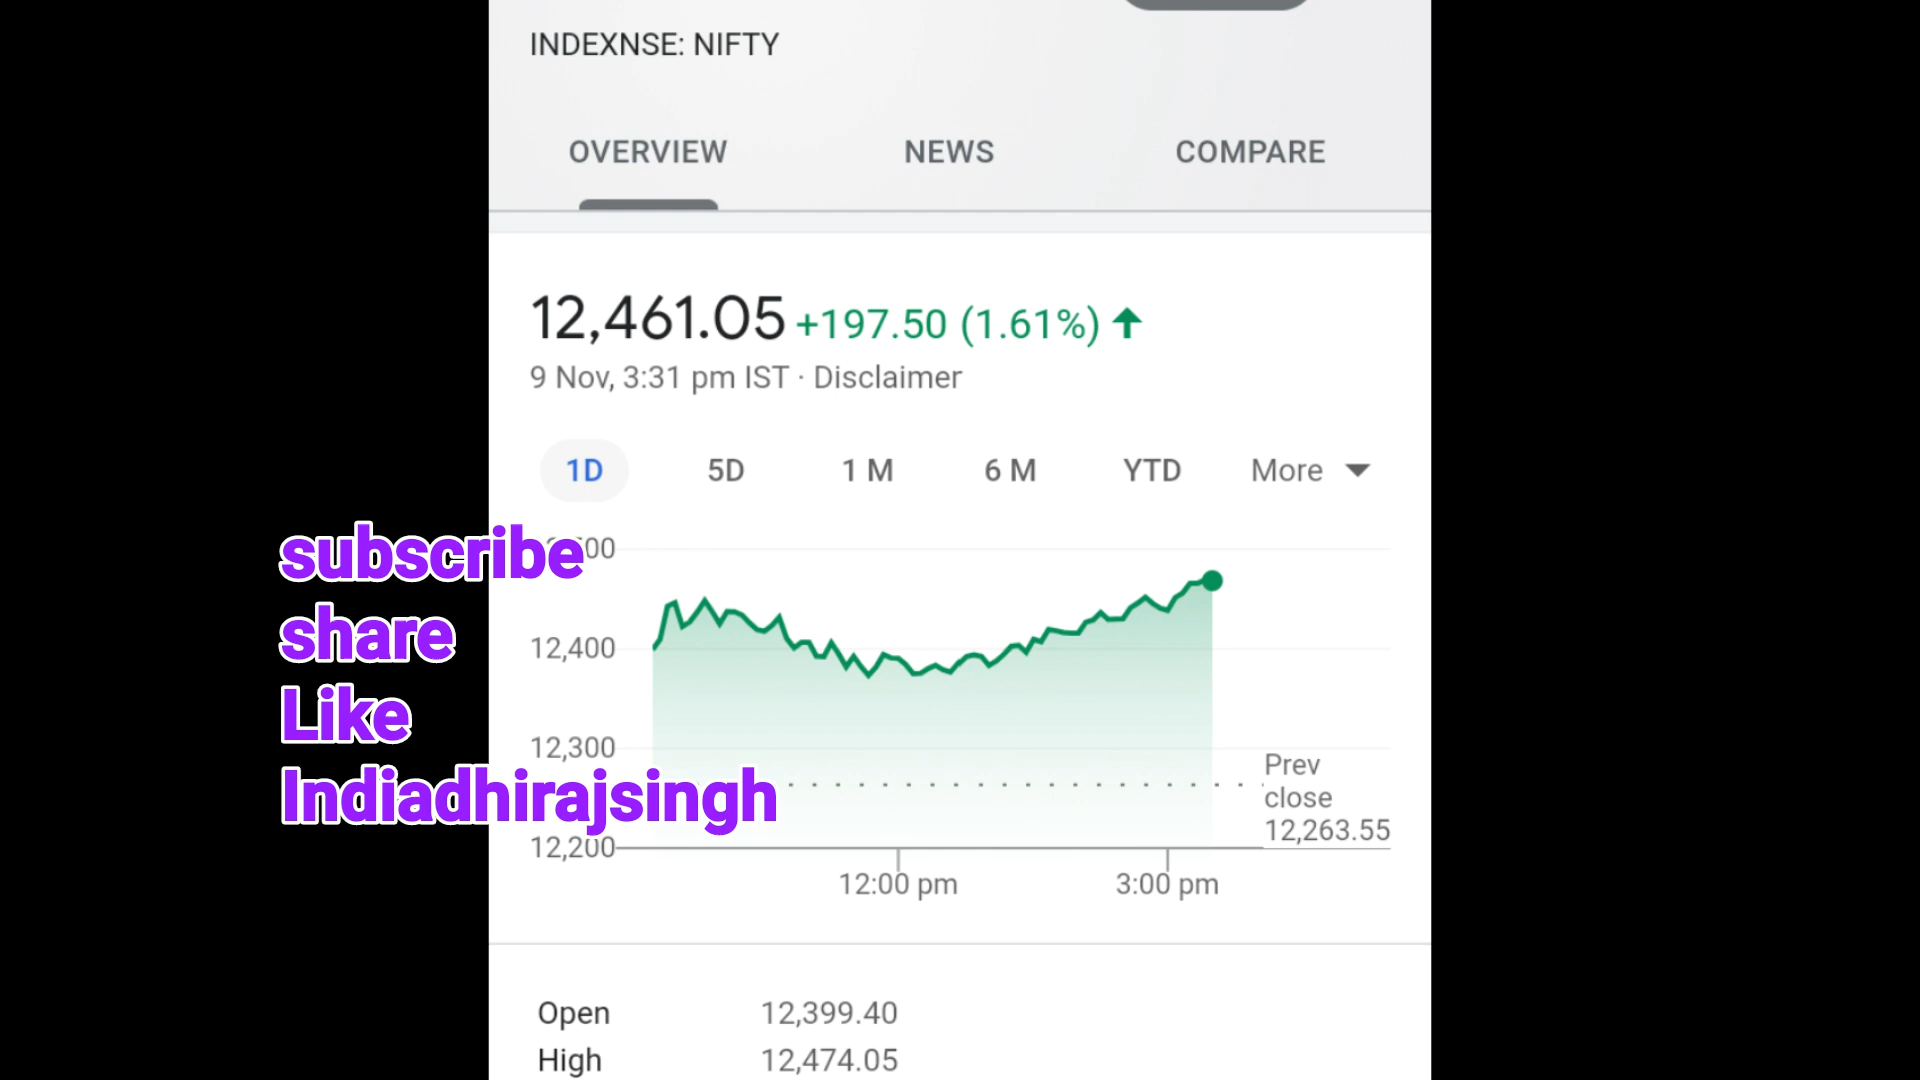 INDEXNSE: NIFTY
OVERVIEW NEWS COMPARE
12,461.05 +197.50 (1.61%)
9 Nov, 3:31 pm IST · Disclaimer
1D 5D 1 M 6 M YTD More
subscribe
share
Like
Indiadhirajsingh
12,400
12,300
12,200
Prev
close
12,263.55
12:00 pm 3:00 pm
Open 12,399.40
High 12,474.05